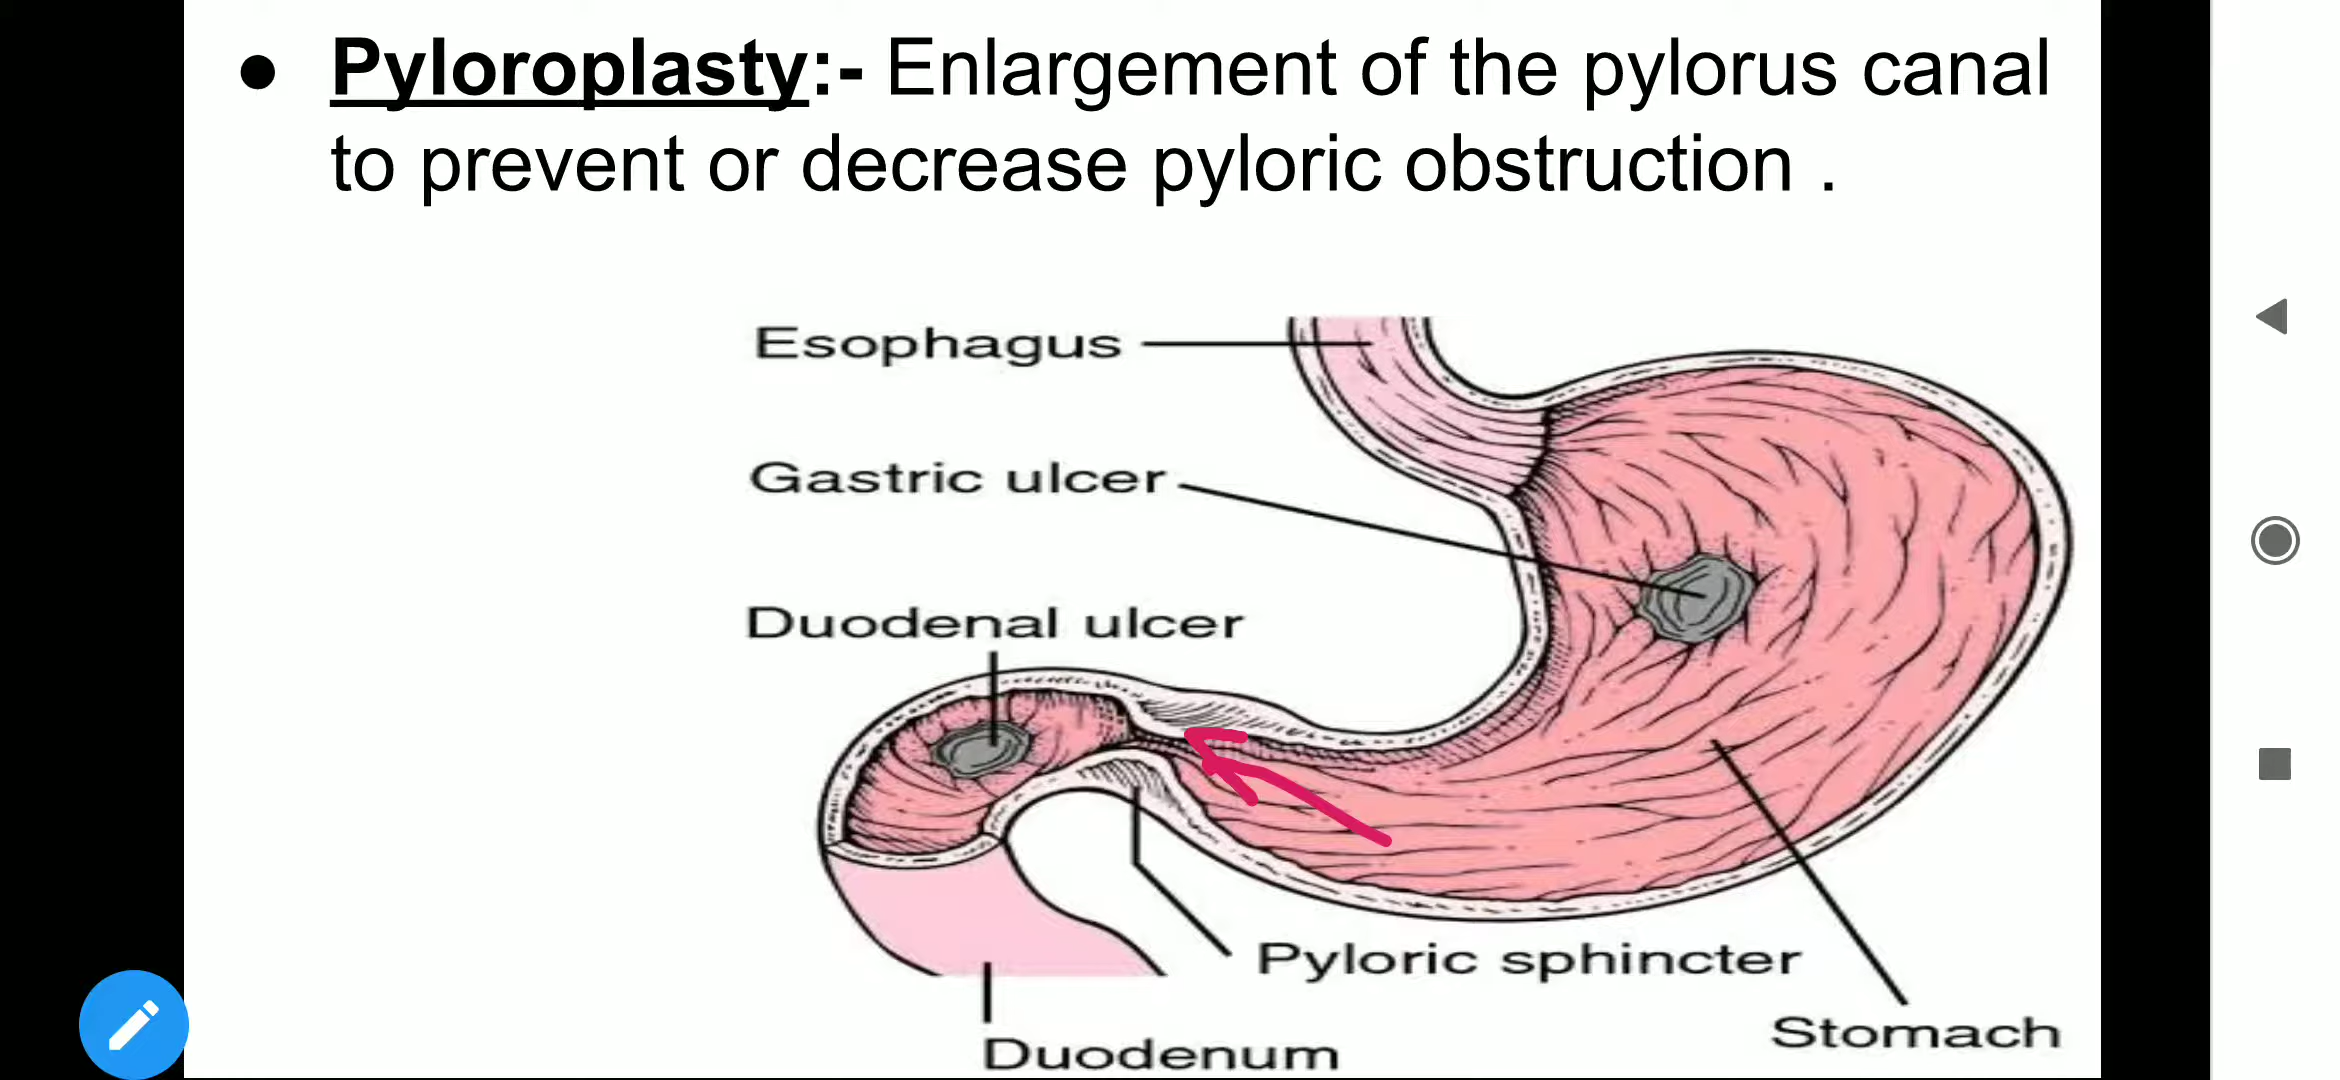 ● Pyloroplasty:- Enlargement of the pylorus canal
to prevent or decrease pyloric obstruction .
Esophagus
Gastric ulcer
Duodenal ulcer
Pyloric sphincter
Stomach
Duodenum